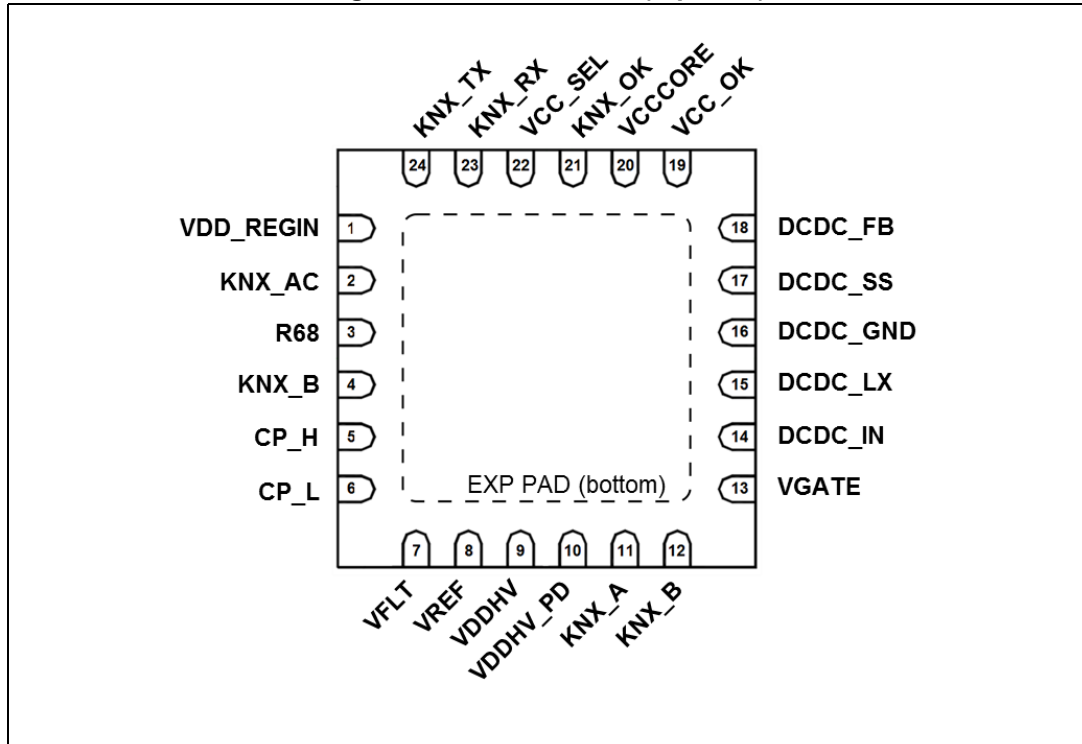 KNX_TX
KNX_RX
VCC_SEL
KNX_OK
VCCCORE
VCC_OK
24
23
22
21
20
19
VDD_REGIN 1
KNX_AC 2
R68 3
KNX_B 4
CP_H 5
CP_L 6
18 DCDC_FB
17 DCDC_SS
16 DCDC_GND
15 DCDC_LX
14 DCDC_IN
13 VGATE
EXP PAD (bottom)
7
8
9
10
11
12
VFLT
VREF
VDDHV
VDDHV_PD
KNX_A
KNX_B